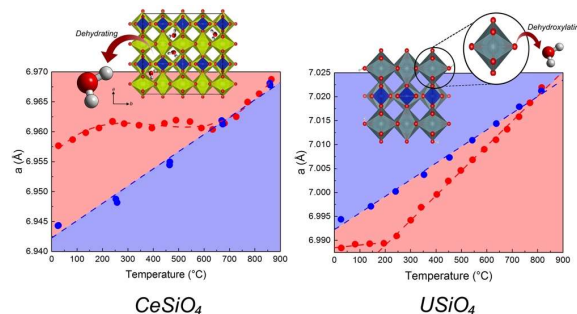 Dehydrating
Dehydroxylatin
a (Å)
6.970
6.965
6.960
6.955
6.950
6.945
6.940
0 100 200 300 400 500 600 700 800 900
Temperature (°C)
a (Å)
7.025
7.020
7.015
7.010
7.005
7.000
6.995
6.990
0 100 200 300 400 500 600 700 800 900
Temperature (°C)
CeSiO₄
USiO₄